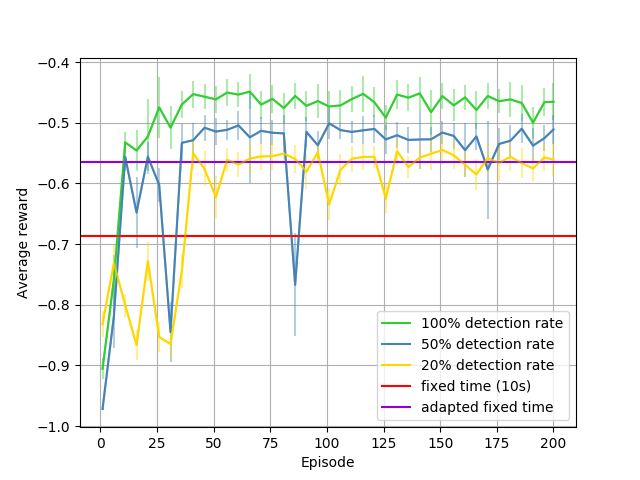 −0.4
−0.5
−0.6
−0.7
−0.8
−0.9
−1.0
Average reward
0 25 50 75 100 125 150 175 200
Episode
100% detection rate
50% detection rate
20% detection rate
fixed time (10s)
adapted fixed time